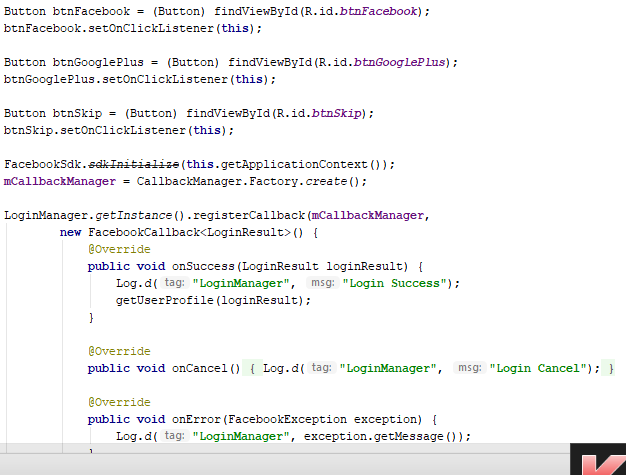 Button btnFacebook = (Button) findViewById(R.id.btnFacebook);
btnFacebook.setOnClickListener(this);
Button btnGooglePlus = (Button) findViewById(R.id.btnGooglePlus);
btnGooglePlus.setOnClickListener(this);
Button btnSkip = (Button) findViewById(R.id.btnSkip);
btnSkip.setOnClickListener(this);
FacebookSdk.sdkInitialize(this.getApplicationContext());
mCallbackManager = CallbackManager.Factory.create();
LoginManager.getInstance().registerCallback(mCallbackManager,
new FacebookCallback<LoginResult>() {
@Override
public void onSuccess(LoginResult loginResult) {
Log.d( tag: "LoginManager", msg: "Login Success");
getUserProfile(loginResult);
}
@Override
public void onCancel() { Log.d( tag: "LoginManager", msg: "Login Cancel"); }
@Override
public void onError(FacebookException exception) {
Log.d( tag: "LoginManager", exception.getMessage());